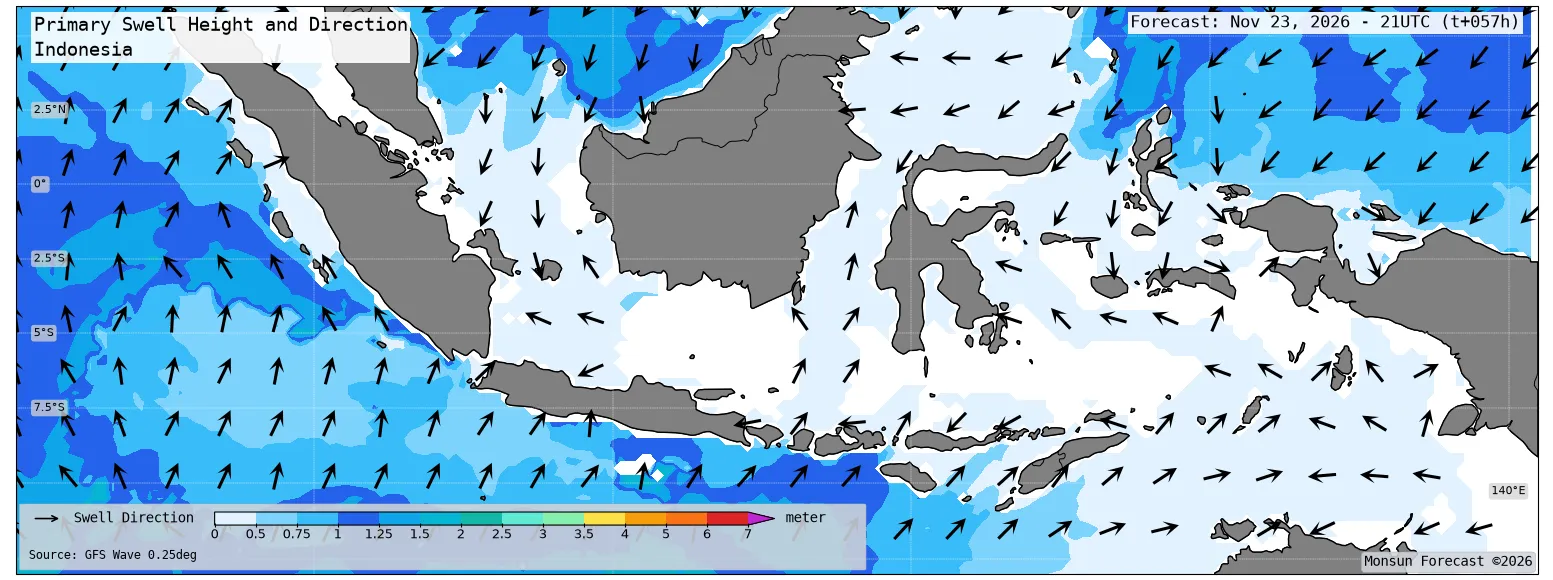 Primary Swell Height and Direction
Indonesia
Forecast: Nov 23, 2026 - 21UTC (t+057h)
2.5°N
0°
2.5°S
5°S
7.5°S
140°E
Swell Direction
meter
0 0.5 0.75 1 1.25 1.5 2 2.5 3 3.5 4 5 6 7
Source: GFS Wave 0.25deg
Monsun Forecast ©2026